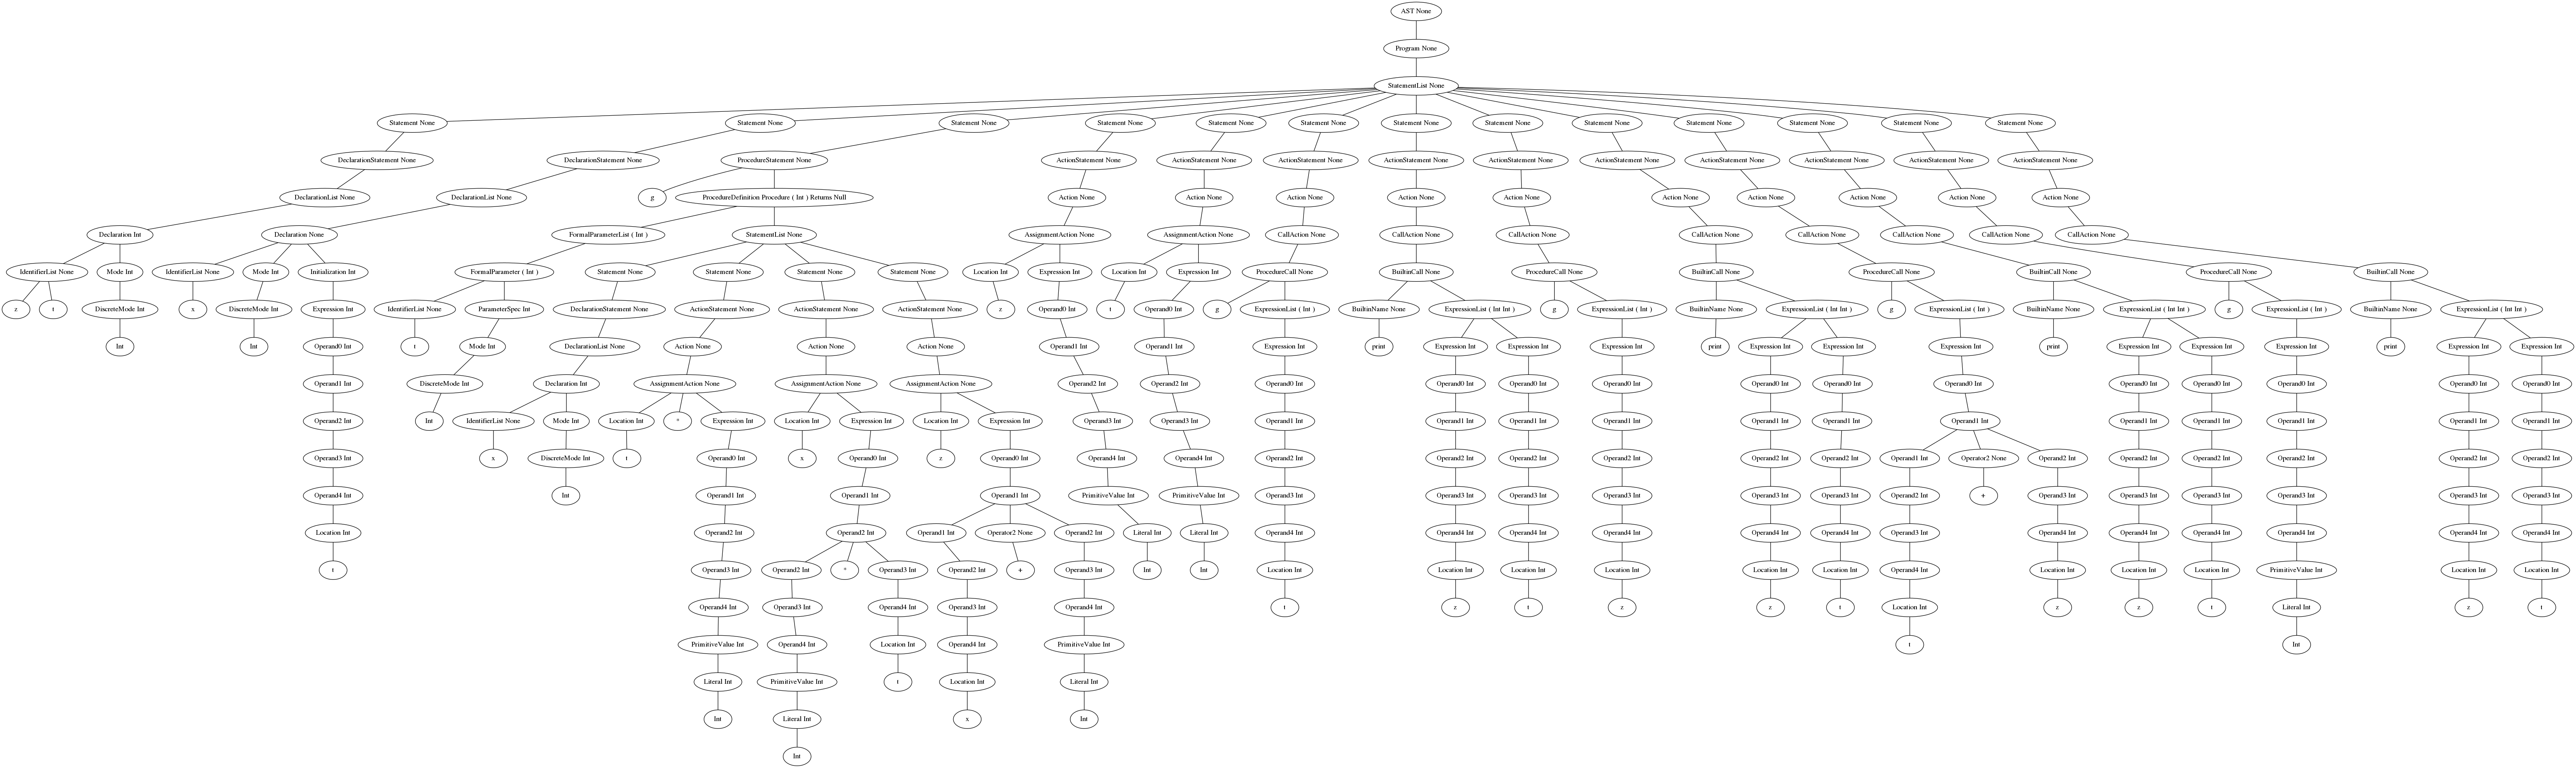 AST None
Program None
StatementList None
Statement None Statement None Statement None Statement None Statement None Statement None Statement None Statement None Statement None Statement None Statement None Statement None Statement None
DeclarationStatement None DeclarationStatement None ProcedureStatement None ActionStatement None ActionStatement None ActionStatement None ActionStatement None ActionStatement None ActionStatement None ActionStatement None ActionStatement None ActionStatement None ActionStatement None
DeclarationList None DeclarationList None g ProcedureDefinition Procedure ( Int ) Returns Null Action None Action None Action None Action None Action None Action None Action None Action None Action None Action None
Declaration Int Declaration None FormalParameterList ( Int ) StatementList None AssignmentAction None AssignmentAction None CallAction None CallAction None CallAction None CallAction None CallAction None CallAction None CallAction None CallAction None
IdentifierList None Mode Int IdentifierList None Mode Int Initialization Int FormalParameter ( Int ) Statement None Statement None Statement None Statement None Location Int Expression Int Location Int Expression Int ProcedureCall None BuiltinCall None ProcedureCall None BuiltinCall None ProcedureCall None BuiltinCall None ProcedureCall None BuiltinCall None
z t DiscreteMode Int x DiscreteMode Int Expression Int IdentifierList None ParameterSpec Int DeclarationStatement None ActionStatement None ActionStatement None ActionStatement None z Operand0 Int t Operand0 Int g ExpressionList ( Int ) BuiltinName None ExpressionList ( Int Int ) g ExpressionList ( Int ) BuiltinName None ExpressionList ( Int Int ) g ExpressionList ( Int ) BuiltinName None ExpressionList ( Int Int ) g ExpressionList ( Int ) BuiltinName None ExpressionList ( Int Int )
Int Int Operand0 Int t Mode Int DeclarationList None Action None Action None Action None Operand1 Int Operand1 Int Expression Int print Expression Int Expression Int Expression Int print Expression Int Expression Int Expression Int print Expression Int Expression Int Expression Int print Expression Int Expression Int
Operand1 Int DiscreteMode Int Declaration Int AssignmentAction None AssignmentAction None AssignmentAction None Operand2 Int Operand2 Int Operand0 Int Operand0 Int Operand0 Int Operand0 Int Operand0 Int Operand0 Int Operand0 Int Operand0 Int Operand0 Int Operand0 Int Operand0 Int Operand0 Int
Operand2 Int Int IdentifierList None Mode Int Location Int * Expression Int Location Int Expression Int Location Int Expression Int Operand3 Int Operand3 Int Operand1 Int Operand1 Int Operand1 Int Operand1 Int Operand1 Int Operand1 Int Operand1 Int Operand1 Int Operand1 Int Operand1 Int Operand1 Int Operand1 Int
Operand3 Int x DiscreteMode Int t Operand0 Int x Operand0 Int z Operand0 Int Operand4 Int Operand4 Int Operand2 Int Operand2 Int Operand2 Int Operand2 Int Operand2 Int Operand2 Int Operand1 Int Operator2 None Operand2 Int Operand2 Int Operand2 Int Operand2 Int Operand2 Int Operand2 Int
Operand4 Int Int Operand1 Int Operand1 Int Operand1 Int PrimitiveValue Int PrimitiveValue Int Operand3 Int Operand3 Int Operand3 Int Operand3 Int Operand3 Int Operand3 Int Operand2 Int + Operand3 Int Operand3 Int Operand3 Int Operand3 Int Operand3 Int Operand3 Int
Location Int Operand2 Int Operand2 Int Operand1 Int Operator2 None Operand2 Int Literal Int Literal Int Operand4 Int Operand4 Int Operand4 Int Operand4 Int Operand4 Int Operand4 Int Operand3 Int Operand4 Int Operand4 Int Operand4 Int Operand4 Int Operand4 Int Operand4 Int
t Operand3 Int Operand2 Int * Operand3 Int Operand2 Int + Operand3 Int Int Int Location Int Location Int Location Int Location Int Location Int Location Int Operand4 Int Location Int Location Int Location Int PrimitiveValue Int Location Int Location Int
Operand4 Int Operand3 Int Operand4 Int Operand3 Int Operand4 Int t z t z z t Location Int z z t Literal Int z t
PrimitiveValue Int Operand4 Int Location Int Operand4 Int PrimitiveValue Int t Int
Literal Int PrimitiveValue Int t Location Int Literal Int
Int Literal Int x Int
Int